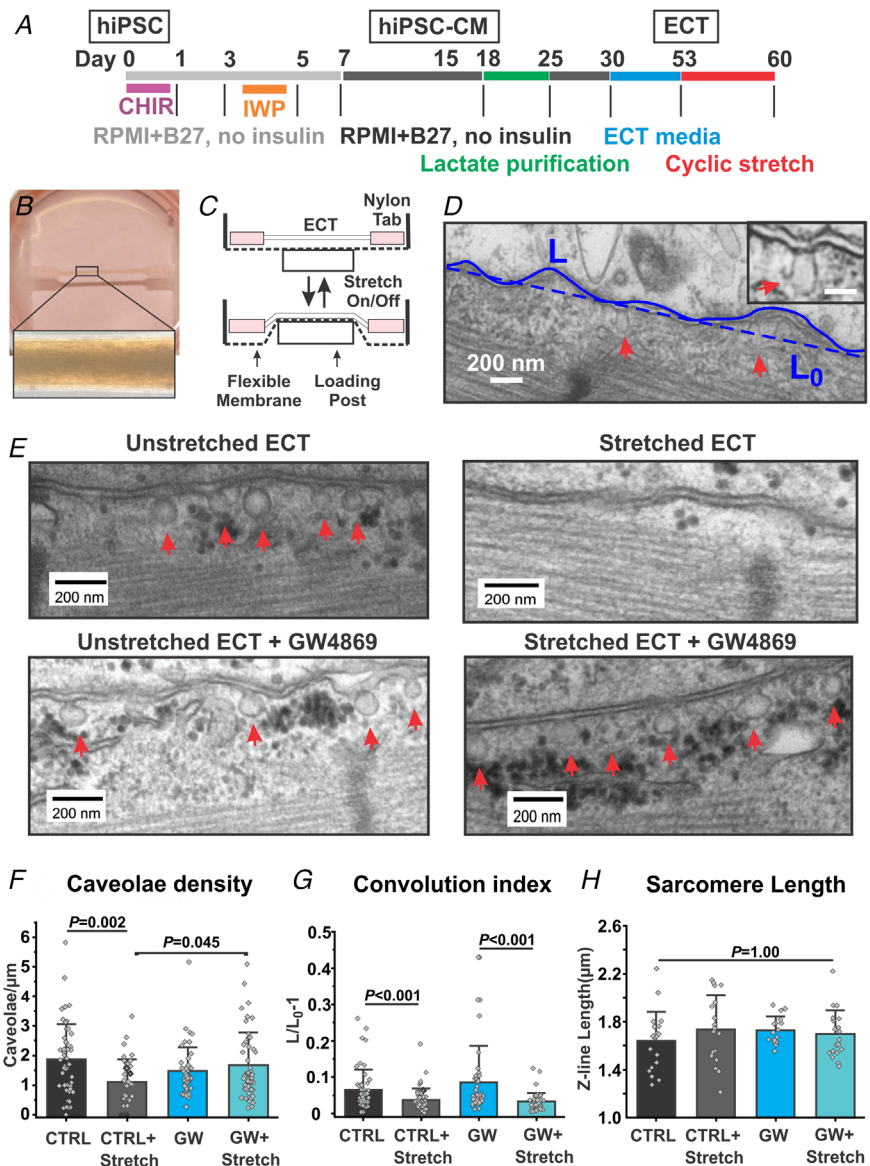 A
hiPSC
hiPSC-CM
ECT
Day 0 1 3 5 7 15 18 25 30 53 60
CHIR
IWP
RPMI+B27, no insulin
RPMI+B27, no insulin
ECT media
Lactate purification
Cyclic stretch
B
C
ECT
Nylon
Tab
Stretch
On/Off
Flexible
Membrane
Loading
Post
D
L
L0
200 nm
E
Unstretched ECT
200 nm
Stretched ECT
200 nm
Unstretched ECT + GW4869
200 nm
Stretched ECT + GW4869
200 nm
F
Caveolae density
P=0.002
P=0.045
Caveolae/µm
6
5
4
3
2
1
0
CTRL
CTRL+
Stretch
GW
GW+
Stretch
G
Convolution index
P<0.001
P<0.001
L/L0-1
0.5
0.4
0.3
0.2
0.1
0
CTRL
CTRL+
Stretch
GW
GW+
Stretch
H
Sarcomere Length
P=1.00
Z-line Length(µm)
2.6
2.2
1.8
1.4
1.0
CTRL
CTRL+
Stretch
GW
GW+
Stretch